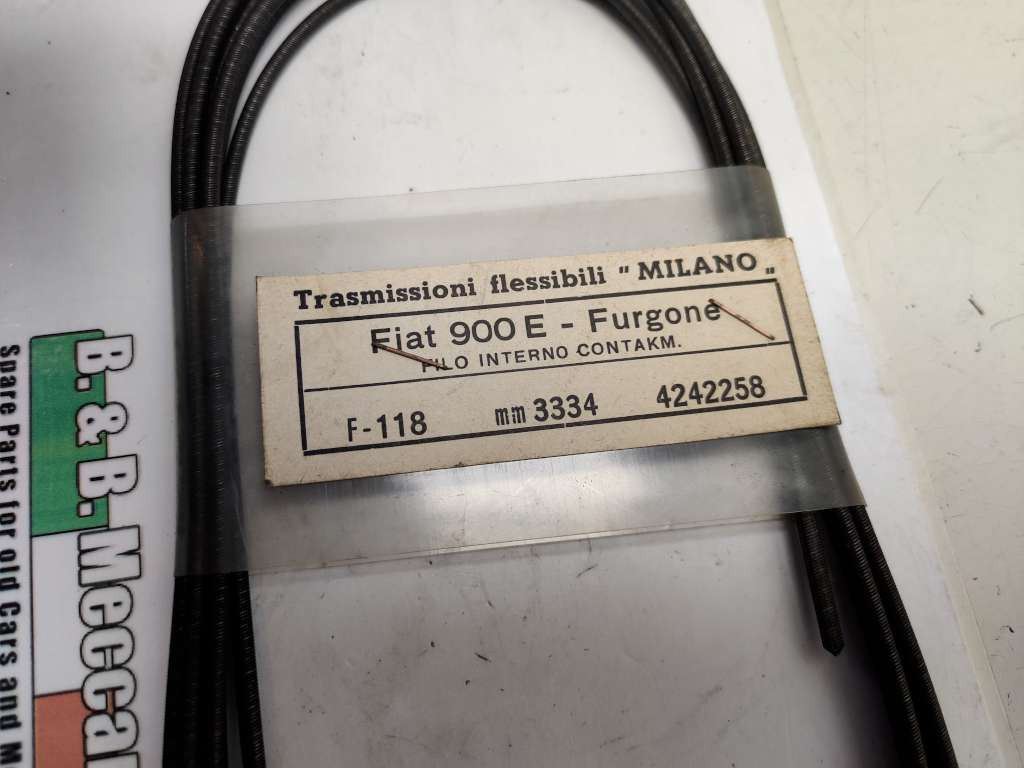 Trasmissioni flessibili " MILANO „
Fiat 900 E - Furgone
FILO INTERNO CONTAKM.
F-118 mm 3334 4242258
B. & B. Meccan
Spare Parts for old Cars and